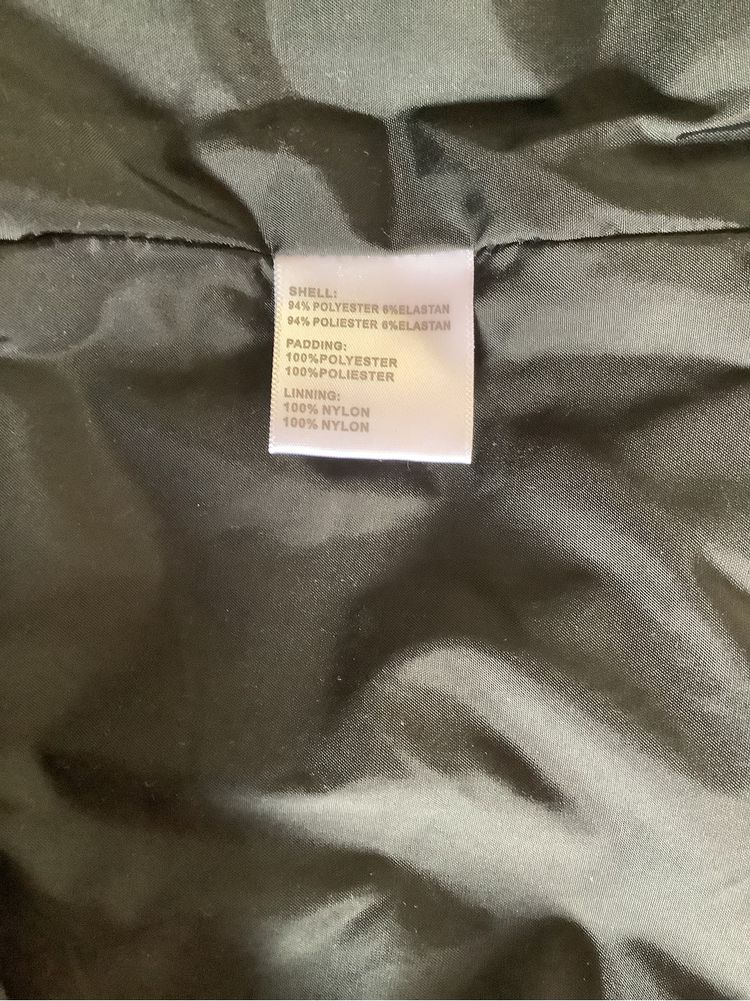 SHELL:
94% POLYESTER 6%ELASTAN
94% POLIESTER 6%ELASTAN
PADDING:
100%POLYESTER
100%POLIESTER
LINNING:
100% NYLON
100% NYLON